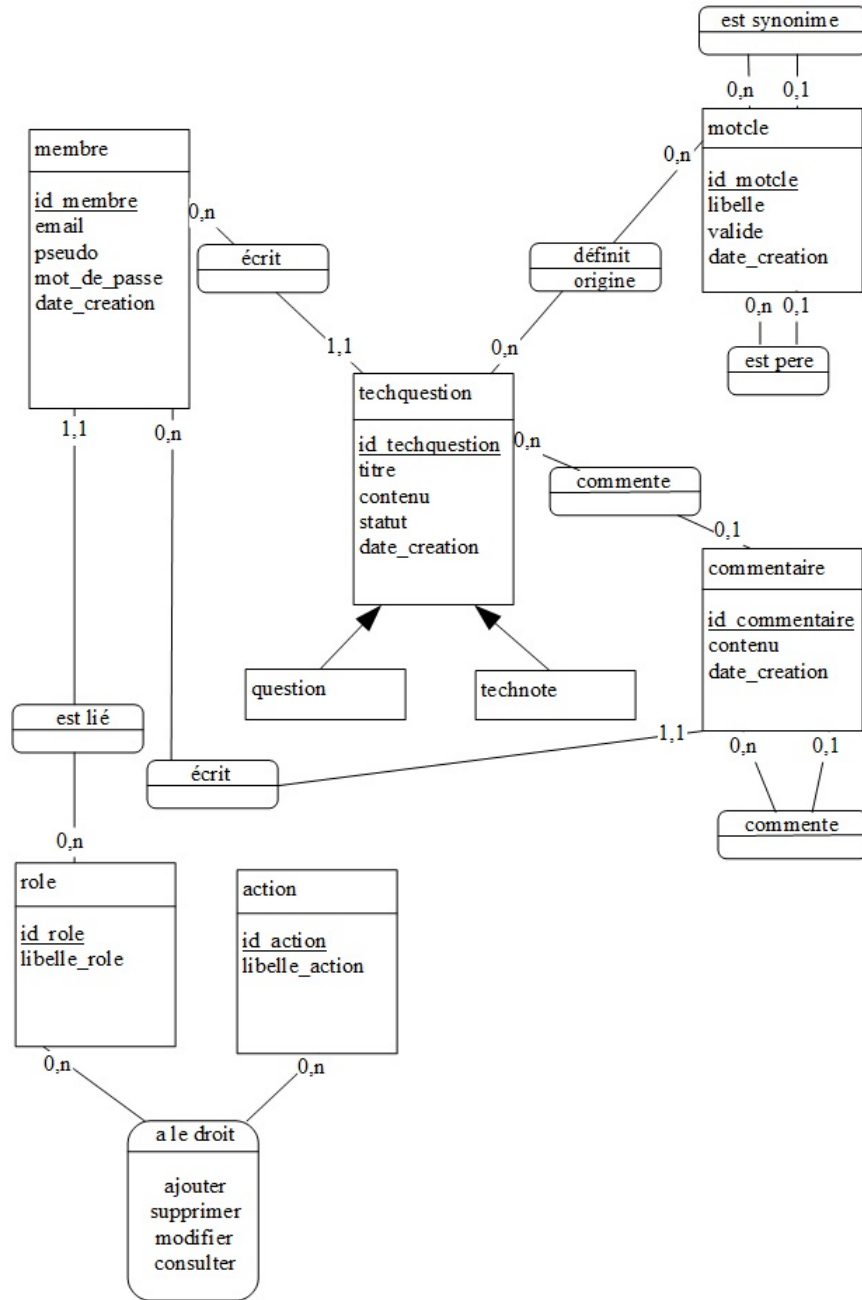 est synonime
0,n 0,1
motcle
id_motcle
libelle
valide
date_creation
0,n 0,1
est pere
membre
id_membre
email
pseudo
mot_de_passe
date_creation
0,n
écrit
1,1
0,n
définit
origine
0,n
techquestion
id_techquestion
titre
contenu
statut
date_creation
0,n
commente
0,1
commentaire
id_commentaire
contenu
date_creation
question
technote
1,1
0,n
est lié
écrit
1,1
0,n 0,1
commente
0,n
role
id_role
libelle_role
action
id_action
libelle_action
0,n
0,n
a le droit
ajouter
supprimer
modifier
consulter